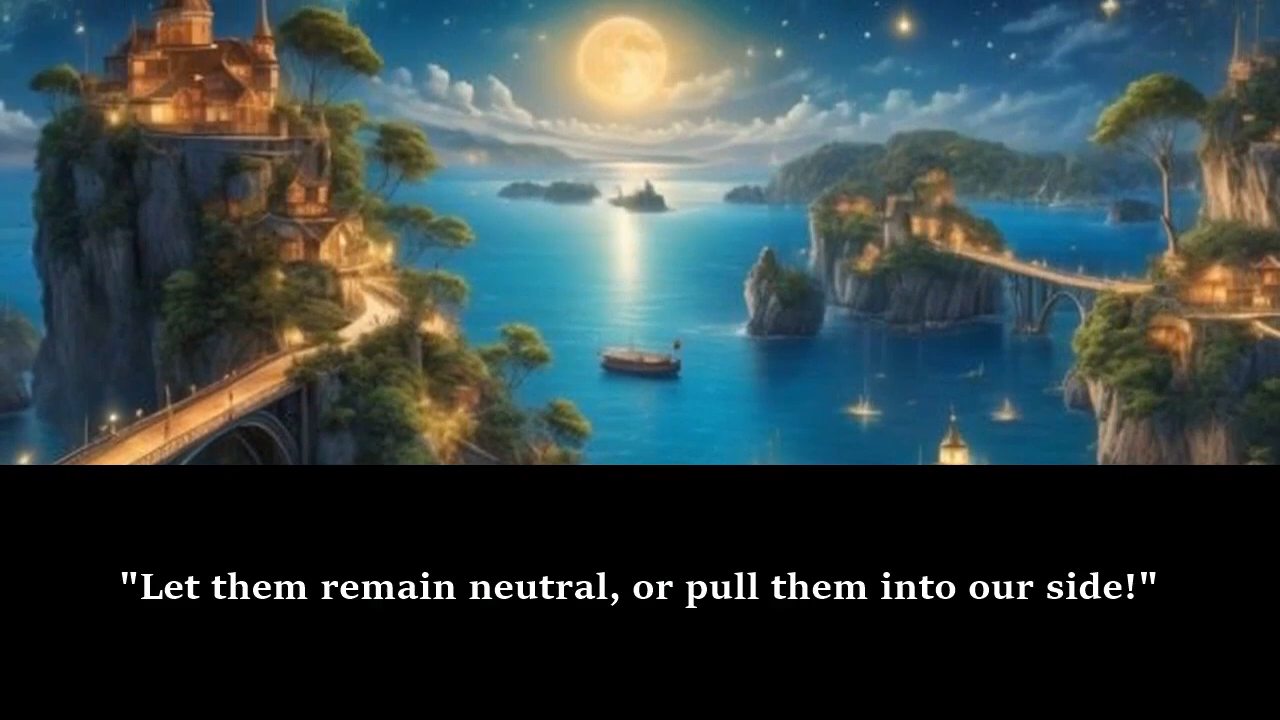 "Let them remain neutral, or pull them into our side!"